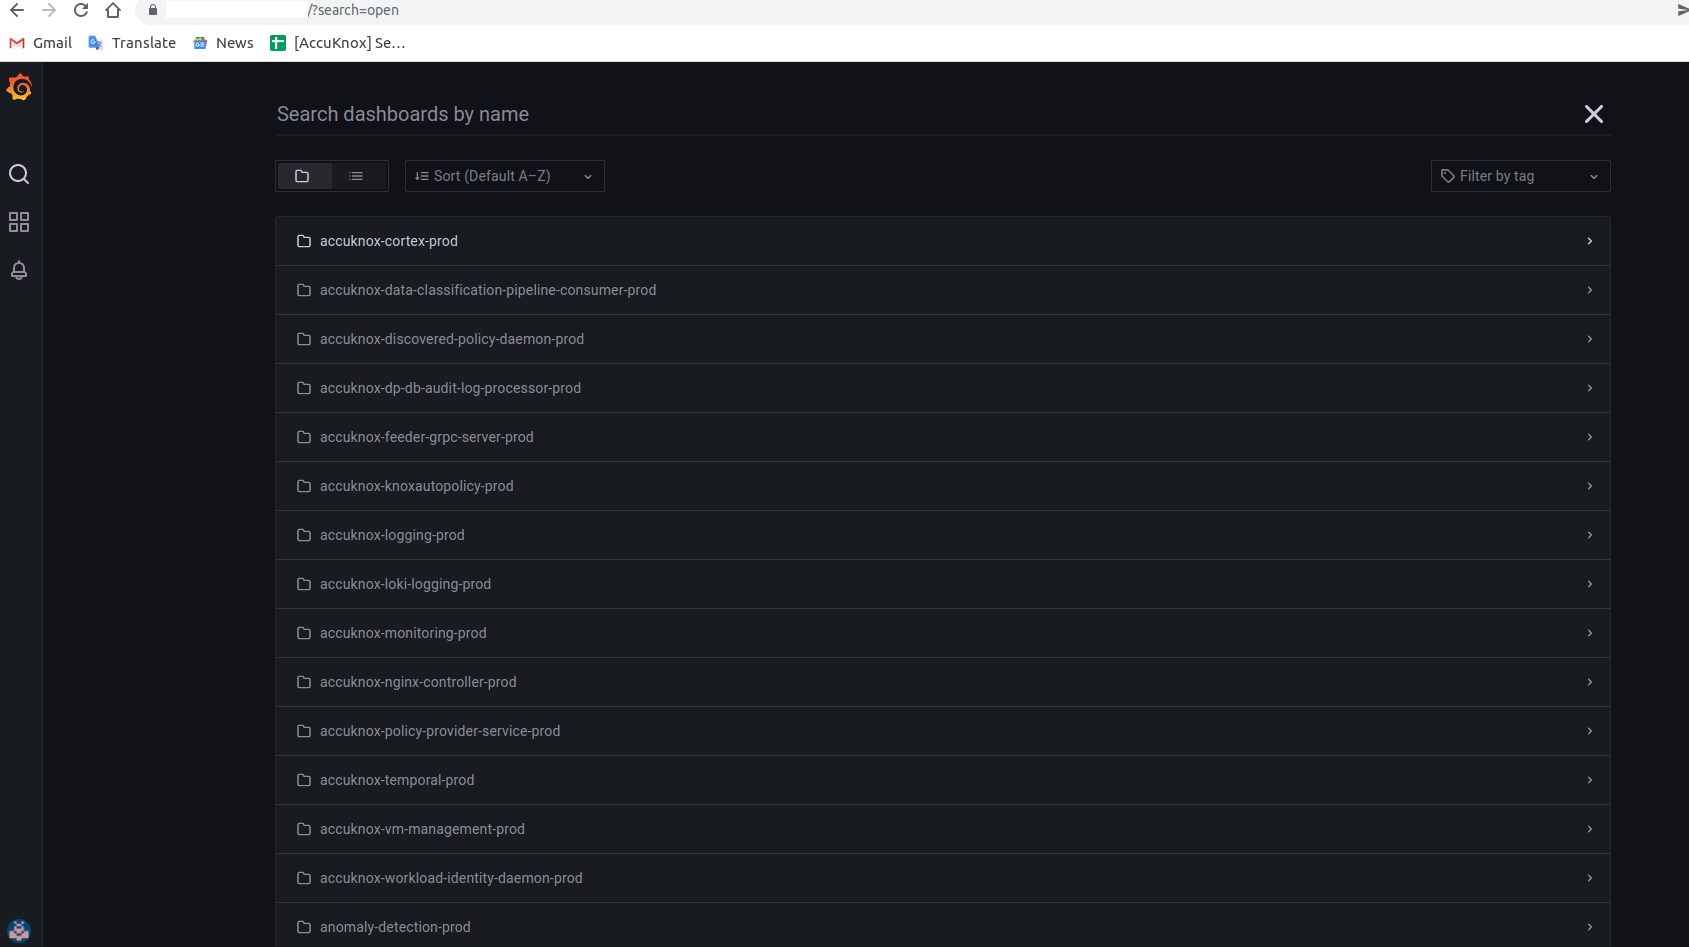 /?search=open
Gmail Translate News [AccuKnox] Se...
Search dashboards by name
Sort (Default A–Z) Filter by tag
accuknox-cortex-prod
accuknox-data-classification-pipeline-consumer-prod
accuknox-discovered-policy-daemon-prod
accuknox-dp-db-audit-log-processor-prod
accuknox-feeder-grpc-server-prod
accuknox-knoxautopolicy-prod
accuknox-logging-prod
accuknox-loki-logging-prod
accuknox-monitoring-prod
accuknox-nginx-controller-prod
accuknox-policy-provider-service-prod
accuknox-temporal-prod
accuknox-vm-management-prod
accuknox-workload-identity-daemon-prod
anomaly-detection-prod